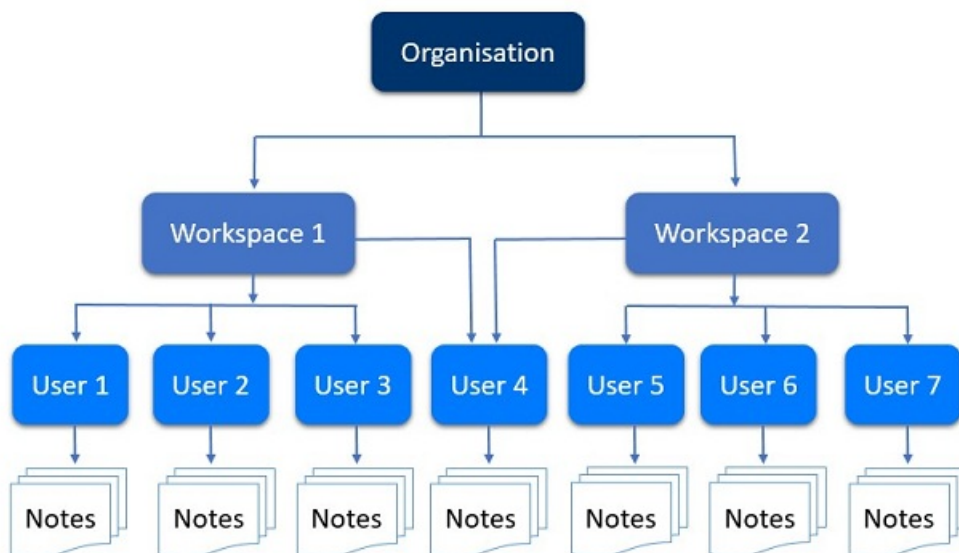 Organisation
Workspace 1
Workspace 2
User 1
User 2
User 3
User 4
User 5
User 6
User 7
Notes
Notes
Notes
Notes
Notes
Notes
Notes